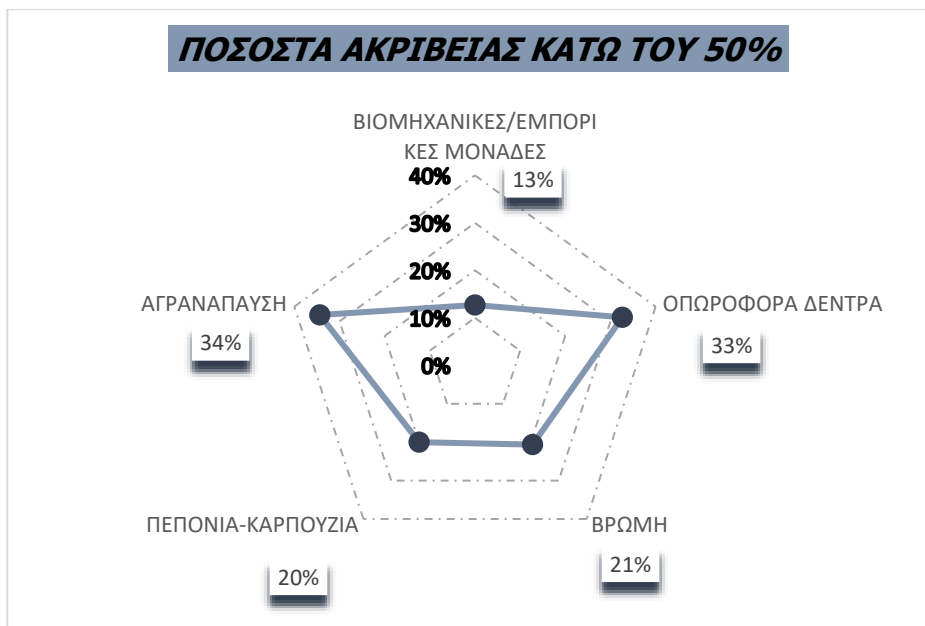 ΠΟΣΟΣΤΑ ΑΚΡΙΒΕΙΑΣ ΚΑΤΩ ΤΟΥ 50%
ΒΙΟΜΗΧΑΝΙΚΕΣ/ΕΜΠΟΡΙ
ΚΕΣ ΜΟΝΑΔΕΣ
40%
13%
30%
20%
ΑΓΡΑΝΑΠΑΥΣΗ
ΟΠΩΡΟΦΟΡΑ ΔΕΝΤΡΑ
10%
34%
33%
0%
ΠΕΠΟΝΙΑ-ΚΑΡΠΟΥΖΙΑ
ΒΡΩΜΗ
20%
21%